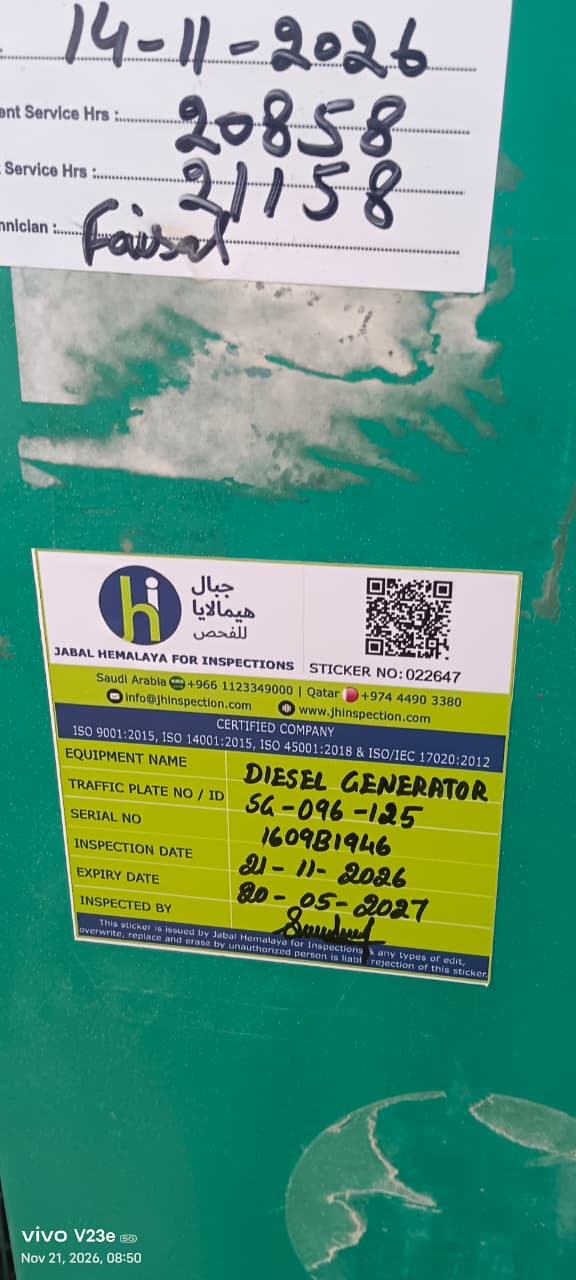 14-11-2026
ent Service Hrs : 20858
Service Hrs : 21158
nnician : Faisal
hi
جبال
هيمالايا
للفحص
JABAL HEMALAYA FOR INSPECTIONS
STICKER NO: 022647
Saudi Arabia +966 1123349000 | Qatar +974 4490 3380
info@jhinspection.com www.jhinspection.com
CERTIFIED COMPANY
ISO 9001:2015, ISO 14001:2015, ISO 45001:2018 & ISO/IEC 17020:2012
EQUIPMENT NAME DIESEL GENERATOR
TRAFFIC PLATE NO / ID SG-096-125
SERIAL NO 1609B1946
INSPECTION DATE 21-11-2026
EXPIRY DATE 20-05-2027
INSPECTED BY
This sticker is issued by Jabal Hemalaya for Inspections & any types of edit,
overwrite, replace and erase by unauthorized person is liabl rejection of this sticker.
vivo V23e 5G
Nov 21, 2026, 08:50